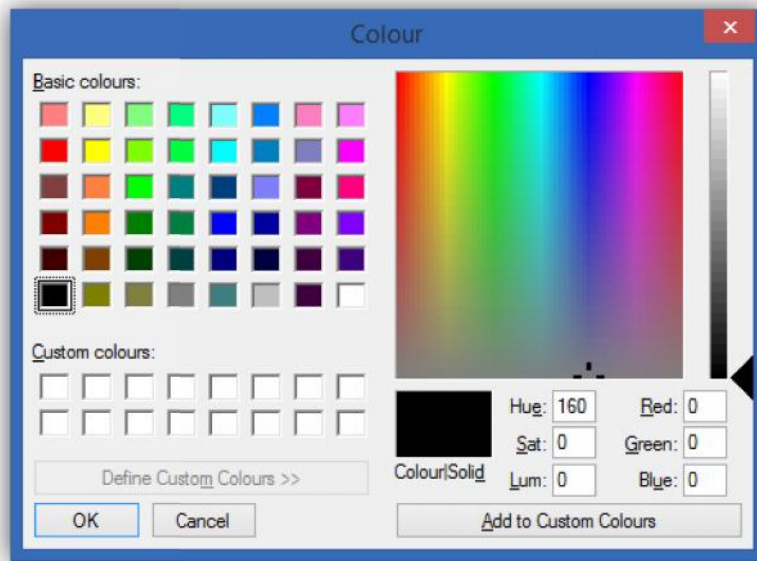 Colour
Basic colours:
Custom colours:
Define Custom Colours >>
OK Cancel
Colour|Solid
Hue: 160 Red: 0
Sat: 0 Green: 0
Lum: 0 Blue: 0
Add to Custom Colours